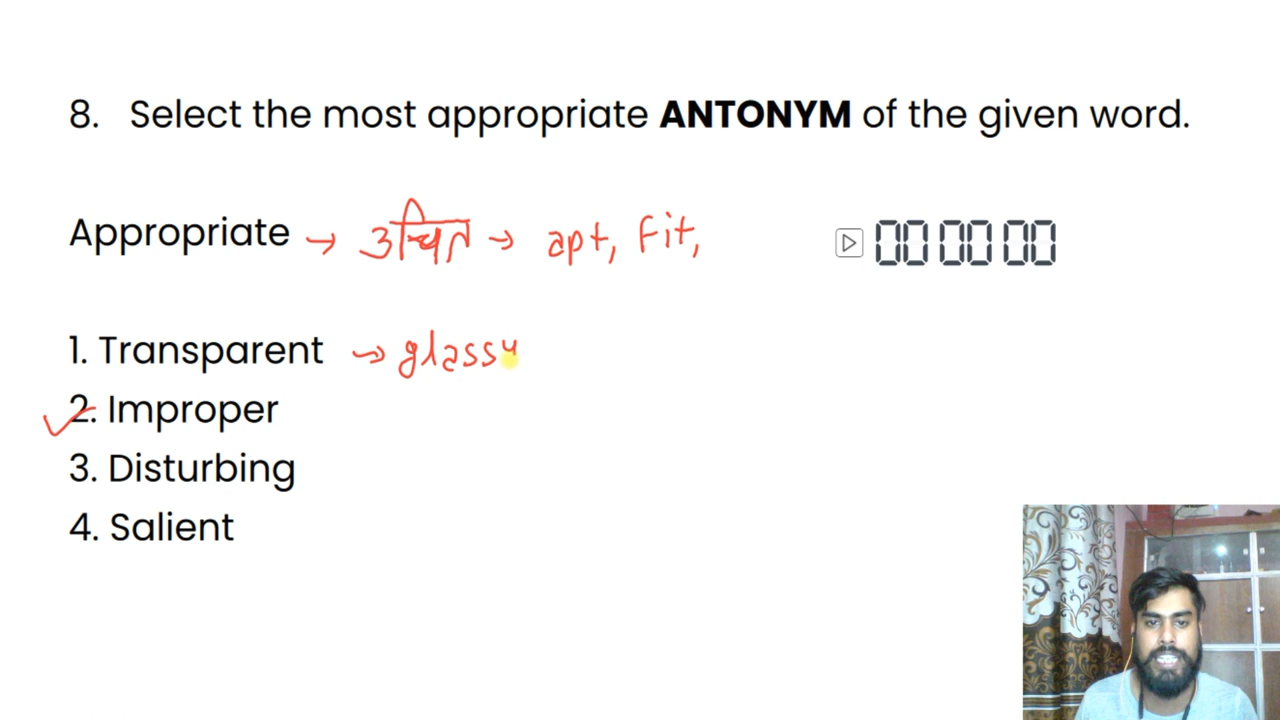 8. Select the most appropriate ANTONYM of the given word.
Appropriate → उचित → apt, Fit,
00 00 00
1. Transparent → glassy
2. Improper
3. Disturbing
4. Salient